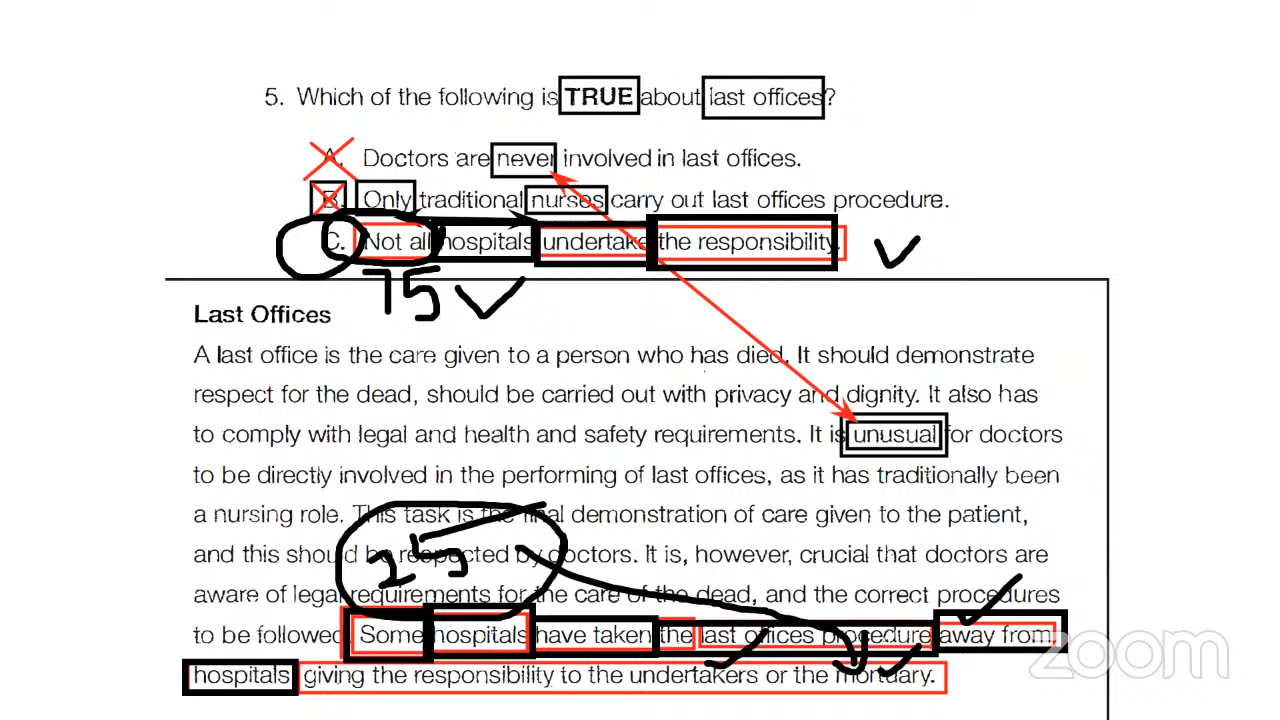 5. Which of the following is TRUE about last offices?
A. Doctors are never involved in last offices.
B. Only traditional nurses carry out last offices procedure.
C. Not all hospitals undertake the responsibility.
75
Last Offices
A last office is the care given to a person who has died. It should demonstrate
respect for the dead, should be carried out with privacy and dignity. It also has
to comply with legal and health and safety requirements. It is unusual for doctors
to be directly involved in the performing of last offices, as it has traditionally been
a nursing role. This task is the final demonstration of care given to the patient,
and this should be respected by doctors. It is, however, crucial that doctors are
25
aware of legal requirements for the care of the dead, and the correct procedures
to be followed. Some hospitals have taken the last offices procedure away from
hospitals giving the responsibility to the undertakers or the mortuary.
zoom